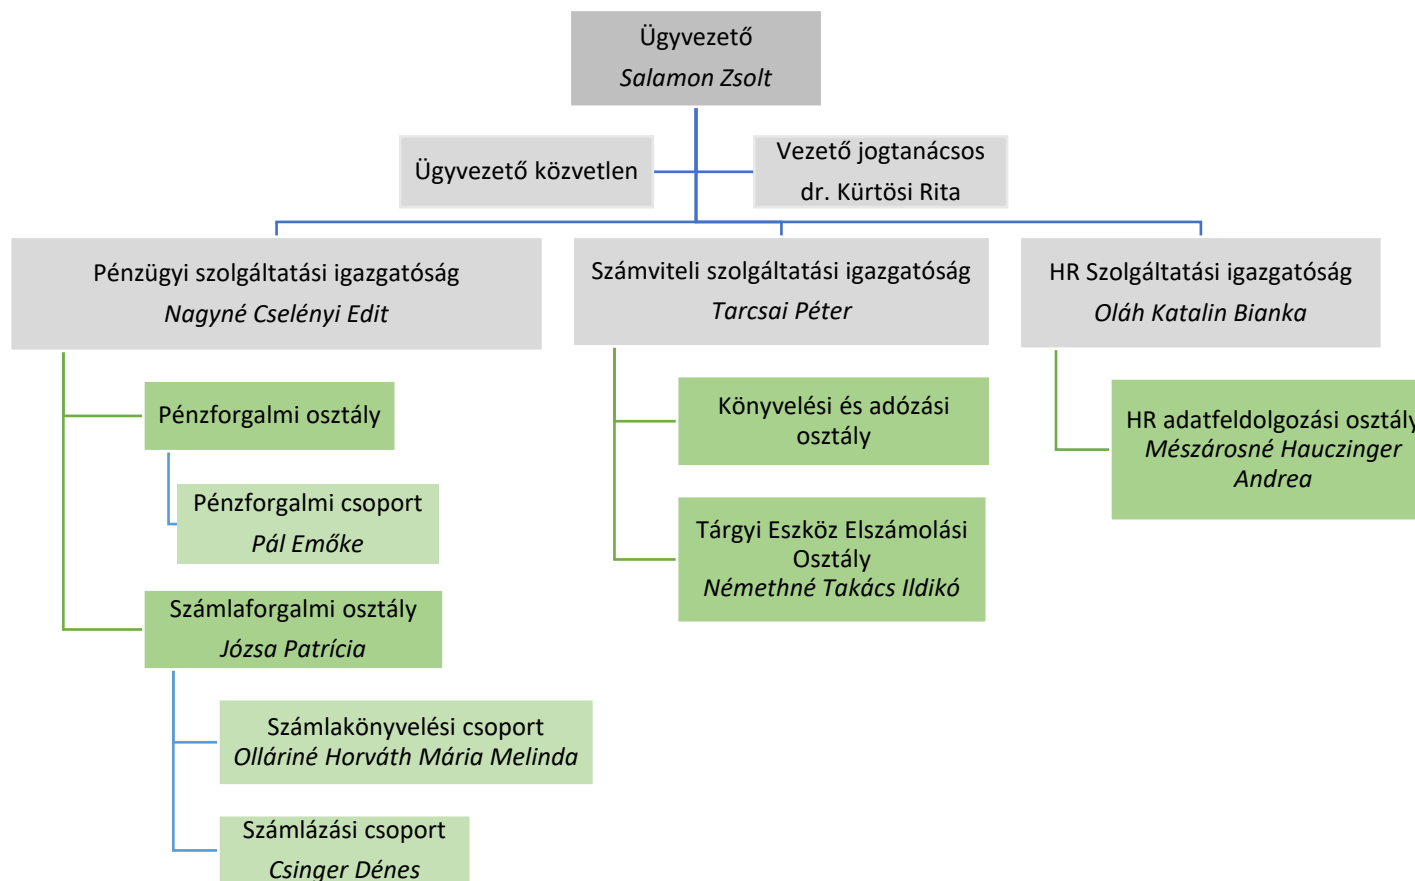 Ügyvezető
Salamon Zsolt
Ügyvezető közvetlen
Vezető jogtanácsos
dr. Kürtösi Rita
Pénzügyi szolgáltatási igazgatóság
Nagyné Cselényi Edit
Számviteli szolgáltatási igazgatóság
Tarcsai Péter
HR Szolgáltatási igazgatóság
Oláh Katalin Bianka
Pénzforgalmi osztály
Pénzforgalmi csoport
Pál Emőke
Számlaforgalmi osztály
Józsa Patrícia
Számlakönyvelési csoport
Olláriné Horváth Mária Melinda
Számlázási csoport
Csinger Dénes
Könyvelési és adózási
osztály
Tárgyi Eszköz Elszámolási
Osztály
Némethné Takács Ildikó
HR adatfeldolgozási osztály
Mészárosné Hauczinger
Andrea